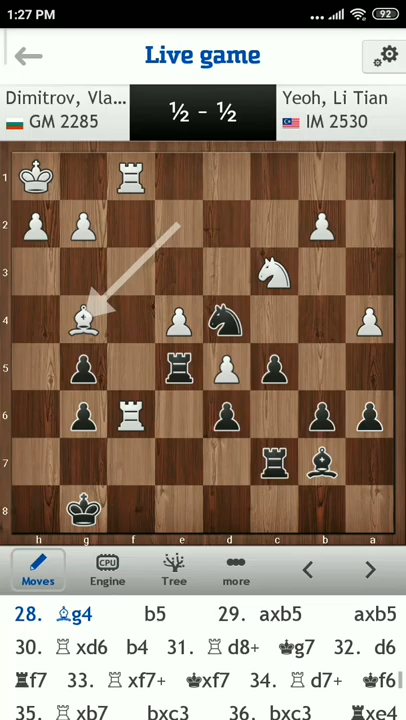 1:27 PM
92
Live game
Dimitrov, Vla...
GM 2285
½ - ½
Yeoh, Li Tian
IM 2530
1
2
3
4
5
6
7
8
h g f e d c b a
CPU
Moves Engine Tree more
28. ♗g4 b5 29. axb5 axb5
30. ♖xd6 b4 31. ♖d8+ ♚g7 32. d6
♜f7 33. ♖xf7+ ♚xf7 34. ♖d7+ ♚f6
35. ♖xb7 bxc3 36. bxc3 ♜xe4